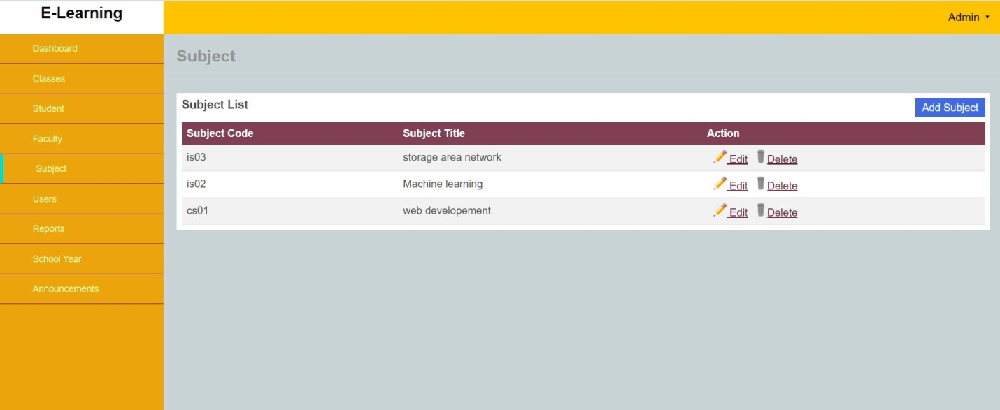 E-Learning
Admin ▾
Dashboard
Classes
Student
Faculty
Subject
Users
Reports
School Year
Announcements
Subject
Subject List
Add Subject
Subject Code Subject Title Action
is03 storage area network Edit Delete
is02 Machine learning Edit Delete
cs01 web developement Edit Delete